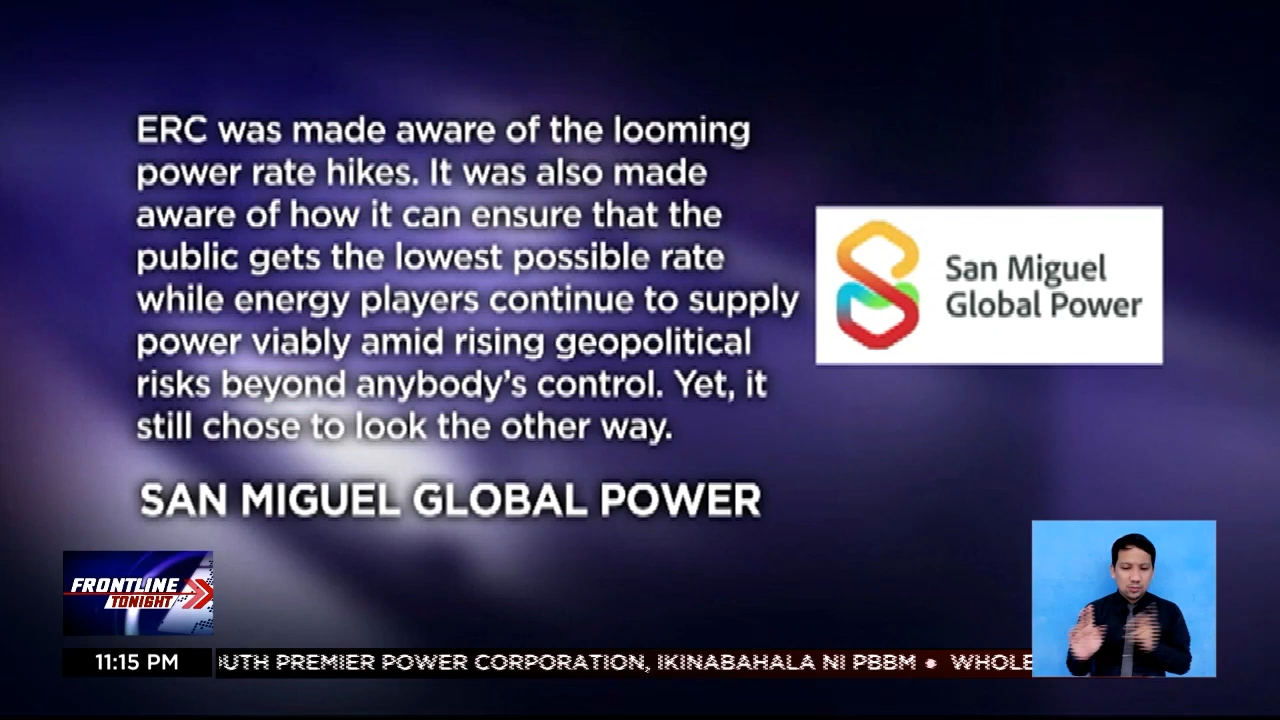 ERC was made aware of the looming
power rate hikes. It was also made
aware of how it can ensure that the
public gets the lowest possible rate
while energy players continue to supply
power viably amid rising geopolitical
risks beyond anybody's control. Yet, it
still chose to look the other way.
San Miguel
Global Power
SAN MIGUEL GLOBAL POWER
FRONTLINE
TONIGHT
11:15 PM
PREMIER POWER CORPORATION, IKINABAHALA NI PBBM •